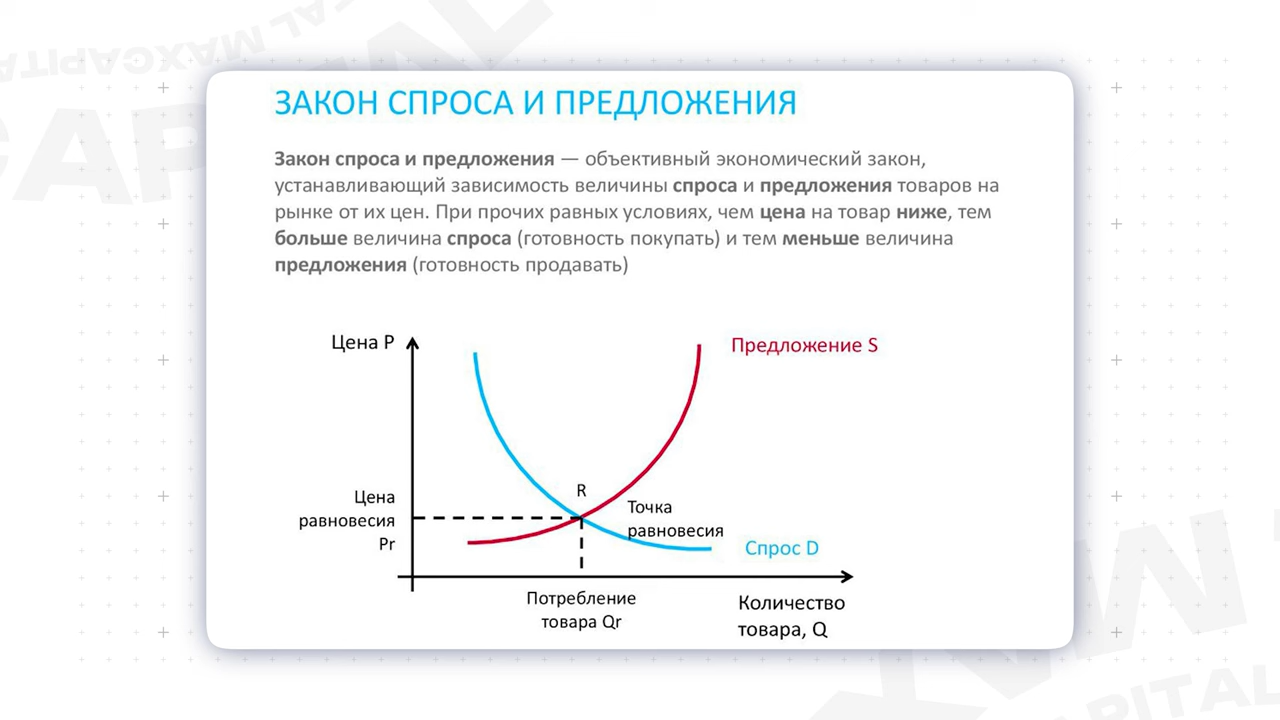 MAXCAPITAL
ЗАКОН СПРОСА И ПРЕДЛОЖЕНИЯ
Закон спроса и предложения — объективный экономический закон,
устанавливающий зависимость величины спроса и предложения товаров на
рынке от их цен. При прочих равных условиях, чем цена на товар ниже, тем
больше величина спроса (готовность покупать) и тем меньше величина
предложения (готовность продавать)
Цена P
Предложение S
R
Цена
равновесия
Pr
Точка
равновесия
Спрос D
Потребление
товара Qr
Количество
товара, Q